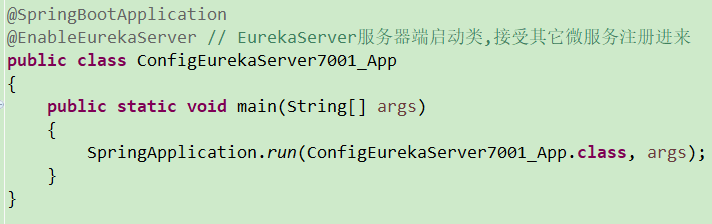 @SpringBootApplication
@EnableEurekaServer // EurekaServer服务器端启动类,接受其它微服务注册进来
public class ConfigEurekaServer7001_App
{
    public static void main(String[] args)
    {
        SpringApplication.run(ConfigEurekaServer7001_App.class, args);
    }
}